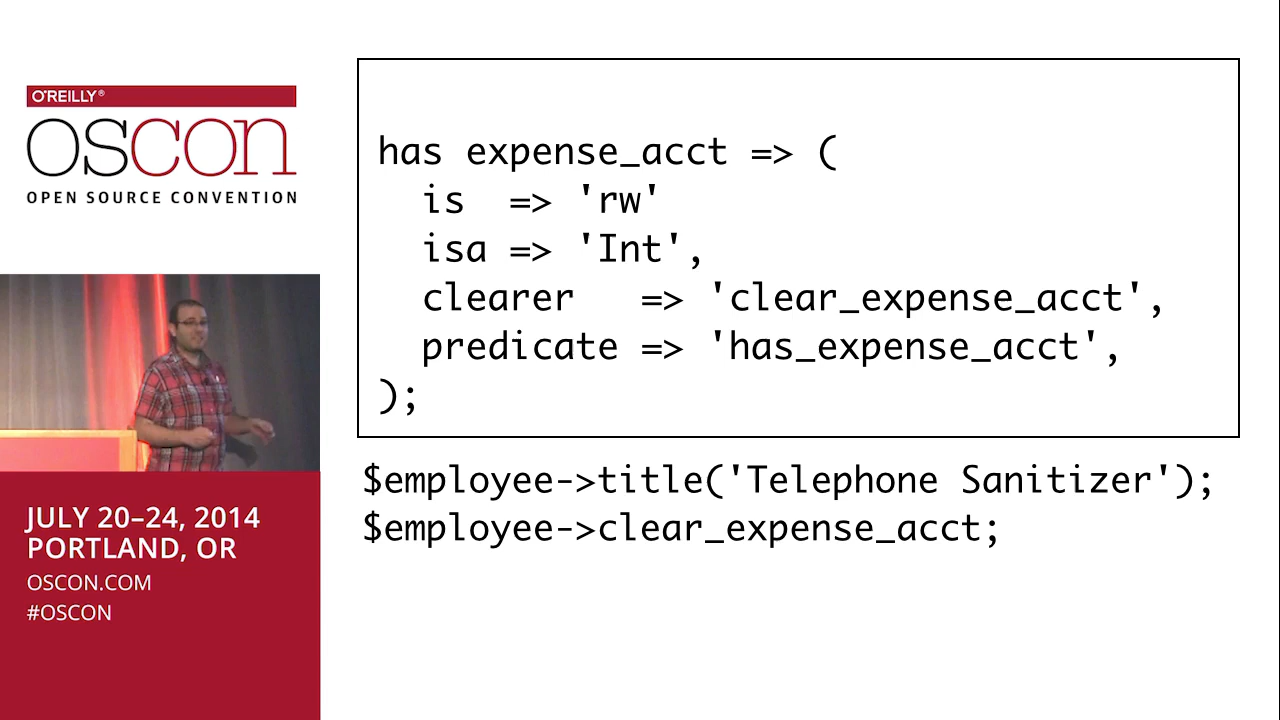 O'REILLY®
OSCON
OPEN SOURCE CONVENTION
JULY 20–24, 2014
PORTLAND, OR
OSCON.COM
#OSCON
has expense_acct => (
  is  => 'rw'
  isa => 'Int',
  clearer   => 'clear_expense_acct',
  predicate => 'has_expense_acct',
);
$employee->title('Telephone Sanitizer');
$employee->clear_expense_acct;